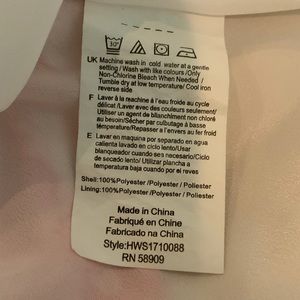 30°
UK Machine wash in cold water at a gentle
setting / Wash with like colours /Only
Non-Chlorine Bleach When Needed /
Tumble dry at low temperature/ Cool iron
reverse side
F Laver à la machine à l'eau froide au cycle
délicat /Laver avec des couleurs similaires/
Utiliser un agent de blanchiment non chloré
au besoin/Sécher par culbutage à basse
température/Repasser à l'envers au fer froid
E Lavar en maquina por separado en agua
caliente lavado en ciclo lento/Usar
blanqueador cuando ses necesario/Ciclo
de secado lento/ Utilizar plancha a
temperatura baja cuando por el reves
Shell:100%Polyester /Polyester / Poliester
Lining:100%Polyester /Polyester / Poliester
Made in China
Fabriqué en Chine
Fabricado na China
Style:HWS1710088
RN 58909